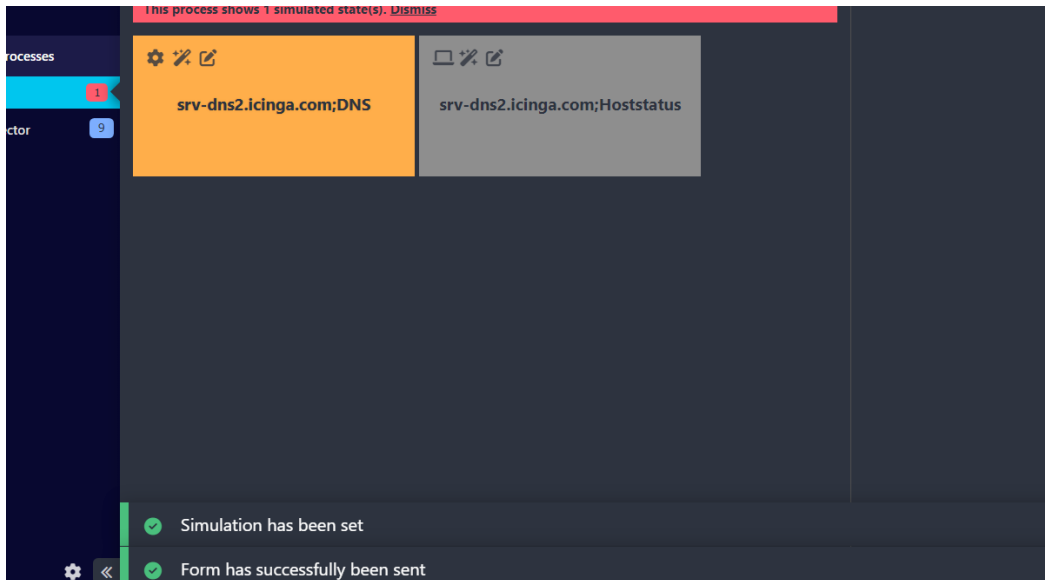 This process shows 1 simulated state(s). Dismiss
rocesses
1
srv-dns2.icinga.com;DNS
srv-dns2.icinga.com;Hoststatus
ector
9
Simulation has been set
Form has successfully been sent